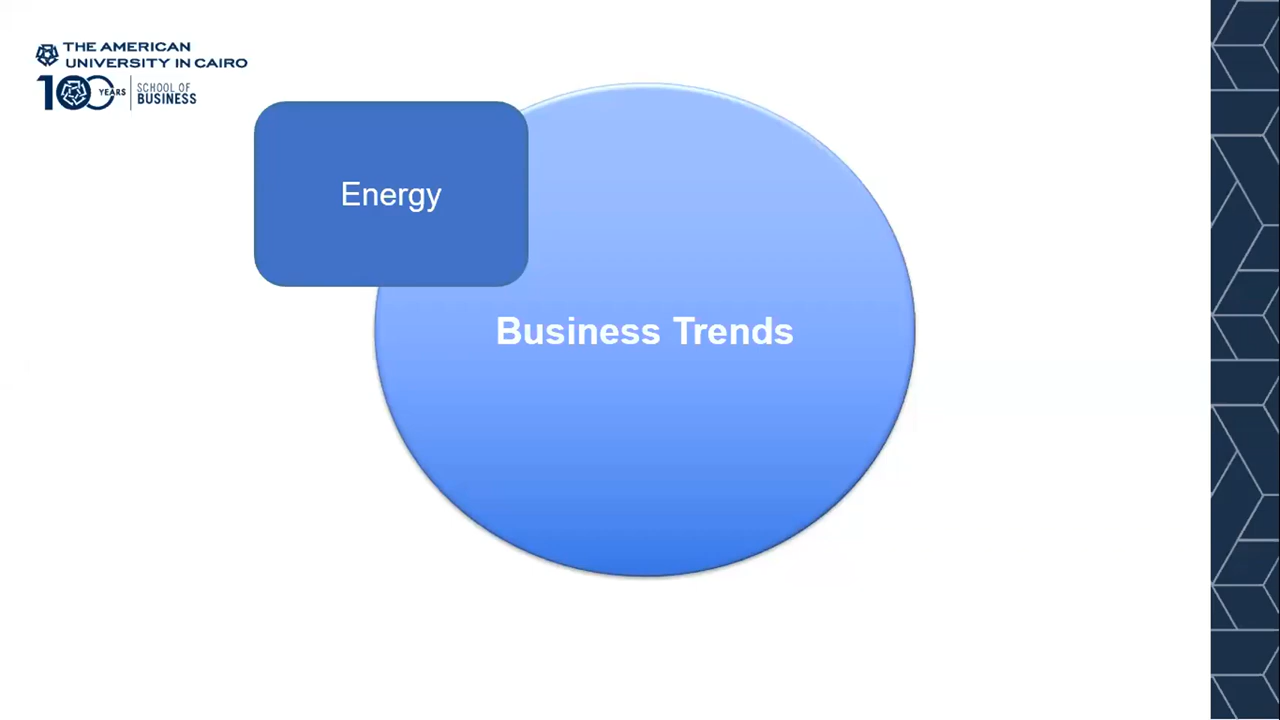 THE AMERICAN
UNIVERSITY IN CAIRO
100 YEARS
SCHOOL OF
BUSINESS
Energy
Business Trends